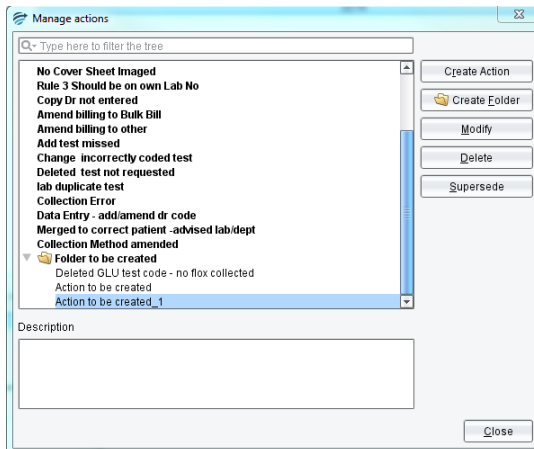 Manage actions
Type here to filter the tree
No Cover Sheet Imaged
Rule 3 Should be on own Lab No
Copy Dr not entered
Amend billing to Bulk Bill
Amend billing to other
Add test missed
Change  incorrectly coded test
Deleted  test not requested
lab duplicate test
Collection Error
Data Entry - add/amend dr code
Merged to correct patient -advised lab/dept
Collection Method amended
Folder to be created
Deleted GLU test code - no flox collected
Action to be created
Action to be created_1
Create Action
Create Folder
Modify
Delete
Supersede
Description
Close